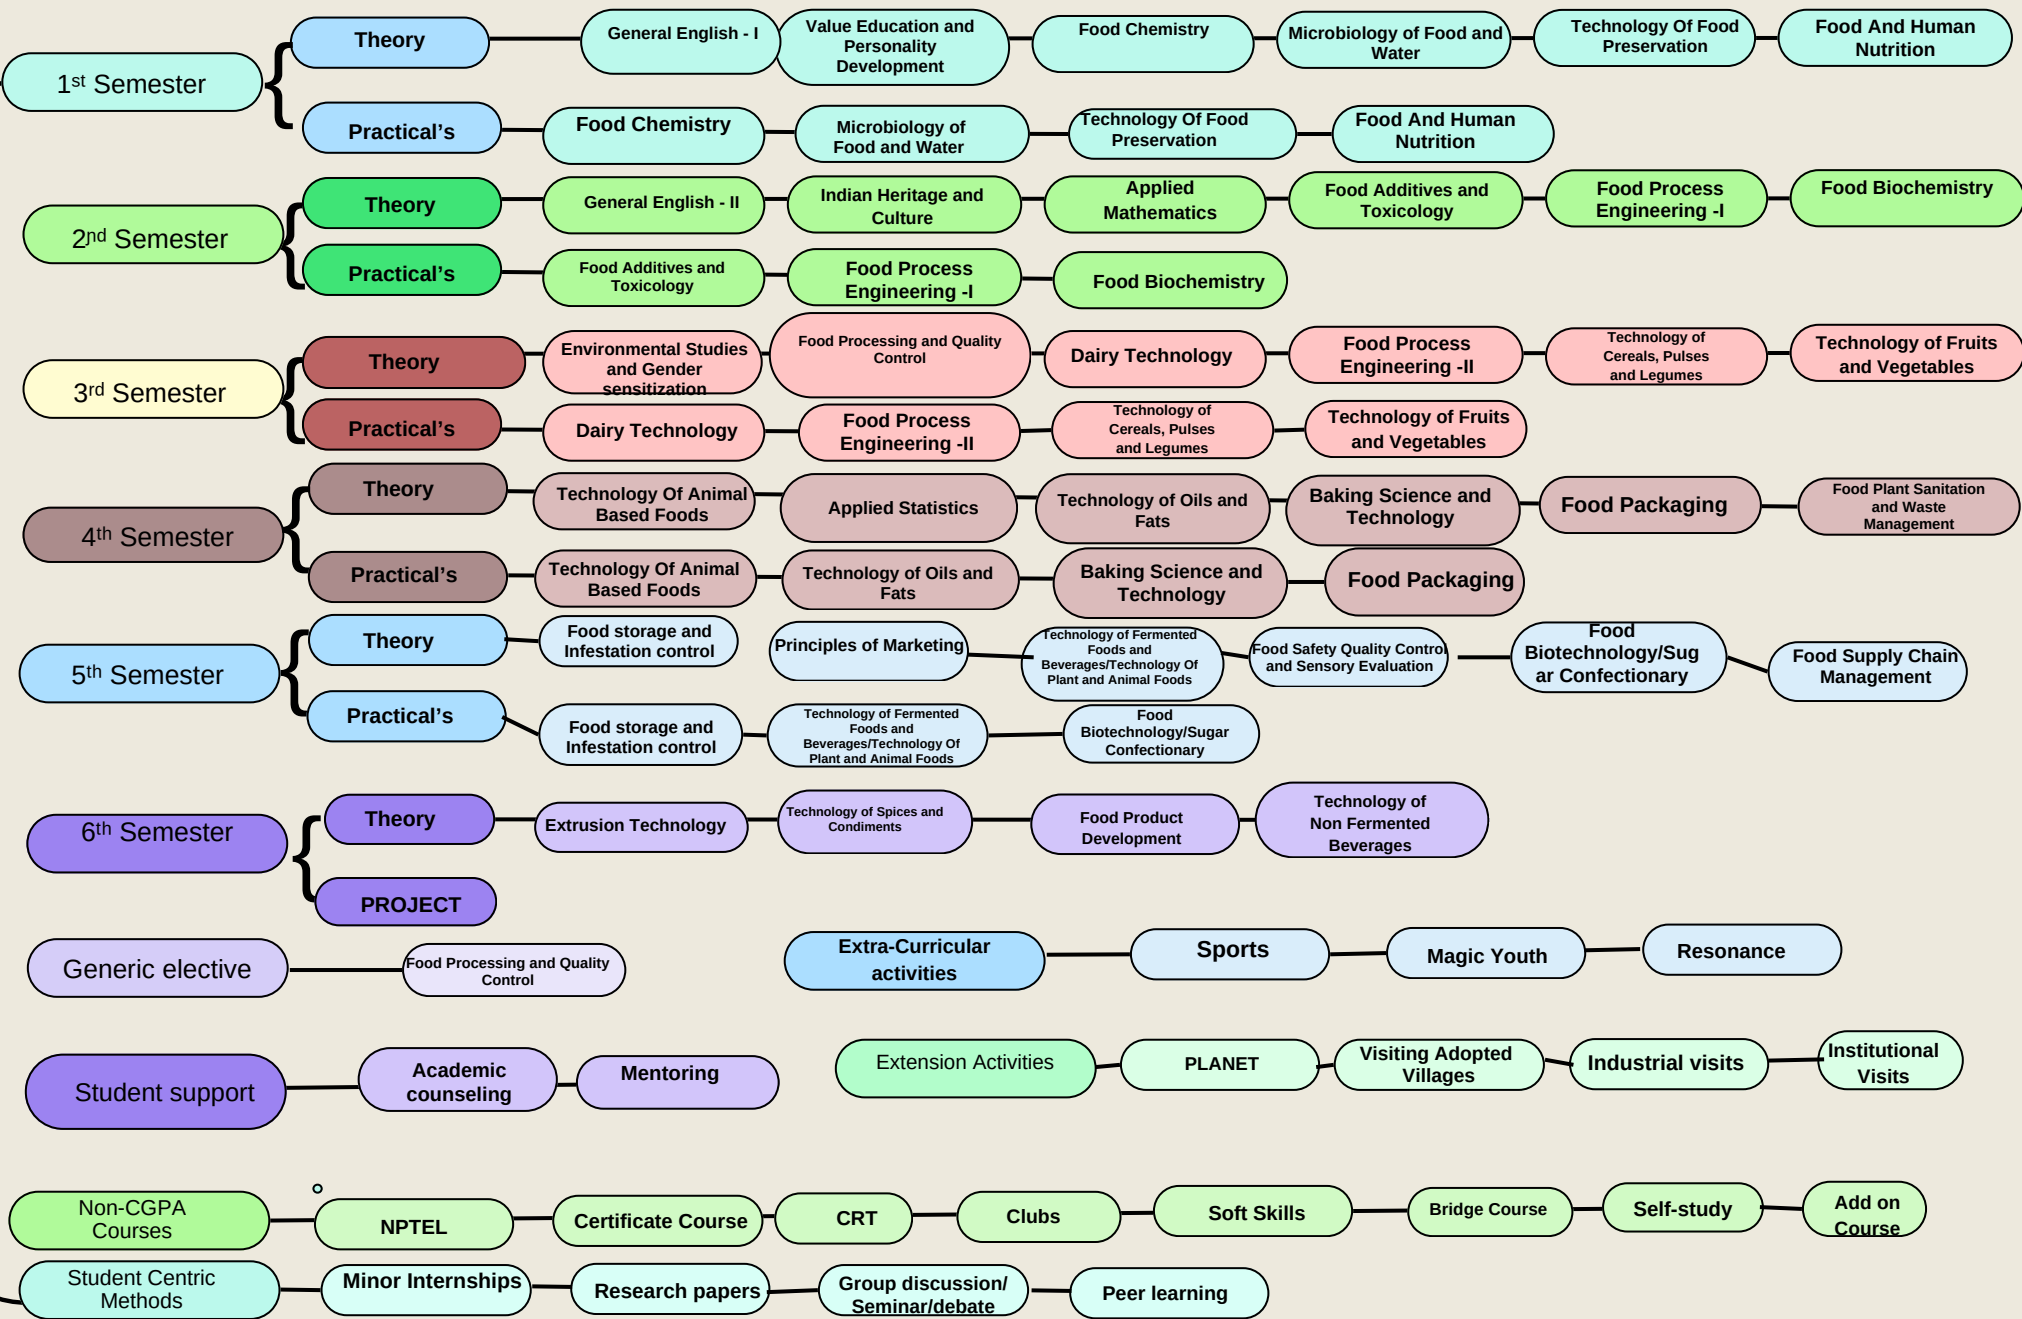 1st Semester
Theory
General English - I
Value Education and
Personality
Development
Food Chemistry
Microbiology of Food and
Water
Technology Of Food
Preservation
Food And Human
Nutrition
Practical's
Food Chemistry
Microbiology of
Food and Water
Technology Of Food
Preservation
Food And Human
Nutrition
2nd Semester
Theory
General English - II
Indian Heritage and
Culture
Applied
Mathematics
Food Additives and
Toxicology
Food Process
Engineering -I
Food Biochemistry
Practical's
Food Additives and
Toxicology
Food Process
Engineering -I
Food Biochemistry
3rd Semester
Theory
Environmental Studies
and Gender
sensitization
Food Processing and Quality
Control
Dairy Technology
Food Process
Engineering -II
Technology of
Cereals, Pulses
and Legumes
Technology of Fruits
and Vegetables
Practical's
Dairy Technology
Food Process
Engineering -II
Technology of
Cereals, Pulses
and Legumes
Technology of Fruits
and Vegetables
4th Semester
Theory
Technology Of Animal
Based Foods
Applied Statistics
Technology of Oils and
Fats
Baking Science and
Technology
Food Packaging
Food Plant Sanitation
and Waste
Management
Practical's
Technology Of Animal
Based Foods
Technology of Oils and
Fats
Baking Science and
Technology
Food Packaging
5th Semester
Theory
Food storage and
Infestation control
Principles of Marketing
Technology of Fermented
Foods and
Beverages/Technology Of
Plant and Animal Foods
Food Safety Quality Control
and Sensory Evaluation
Food
Biotechnology/Sug
ar Confectionary
Food Supply Chain
Management
Practical's
Food storage and
Infestation control
Technology of Fermented
Foods and
Beverages/Technology Of
Plant and Animal Foods
Food
Biotechnology/Sugar
Confectionary
6th Semester
Theory
Extrusion Technology
Technology of Spices and
Condiments
Food Product
Development
Technology of
Non Fermented
Beverages
PROJECT
Generic elective
Food Processing and Quality
Control
Extra-Curricular
activities
Sports
Magic Youth
Resonance
Student support
Academic
counseling
Mentoring
Extension Activities
PLANET
Visiting Adopted
Villages
Industrial visits
Institutional
Visits
Non-CGPA
Courses
NPTEL
Certificate Course
CRT
Clubs
Soft Skills
Bridge Course
Self-study
Add on
Course
Student Centric
Methods
Minor Internships
Research papers
Group discussion/
Seminar/debate
Peer learning